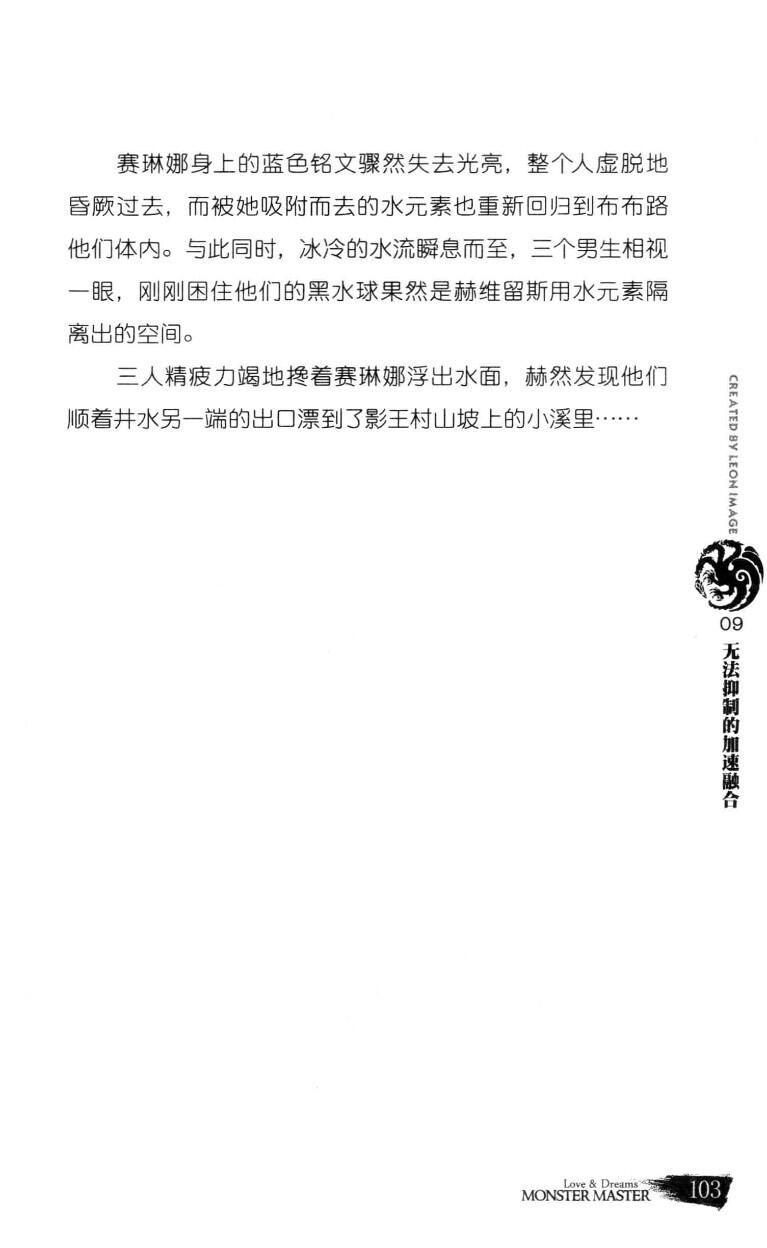 赛琳娜身上的蓝色铭文骤然失去光亮，整个人虚脱地
昏厥过去，而被她吸附而去的水元素也重新回归到布布路
他们体内。与此同时，冰冷的水流瞬息而至，三个男生相视
一眼，刚刚困住他们的黑水球果然是赫维留斯用水元素隔
离出的空间。
三人精疲力竭地搀着赛琳娜浮出水面，赫然发现他们
顺着井水另一端的出口漂到了影王村山坡上的小溪里……
CREATED BY LEON IMAGE
09
无法抑制的加速融合
Love & Dreams
MONSTER MASTER
103